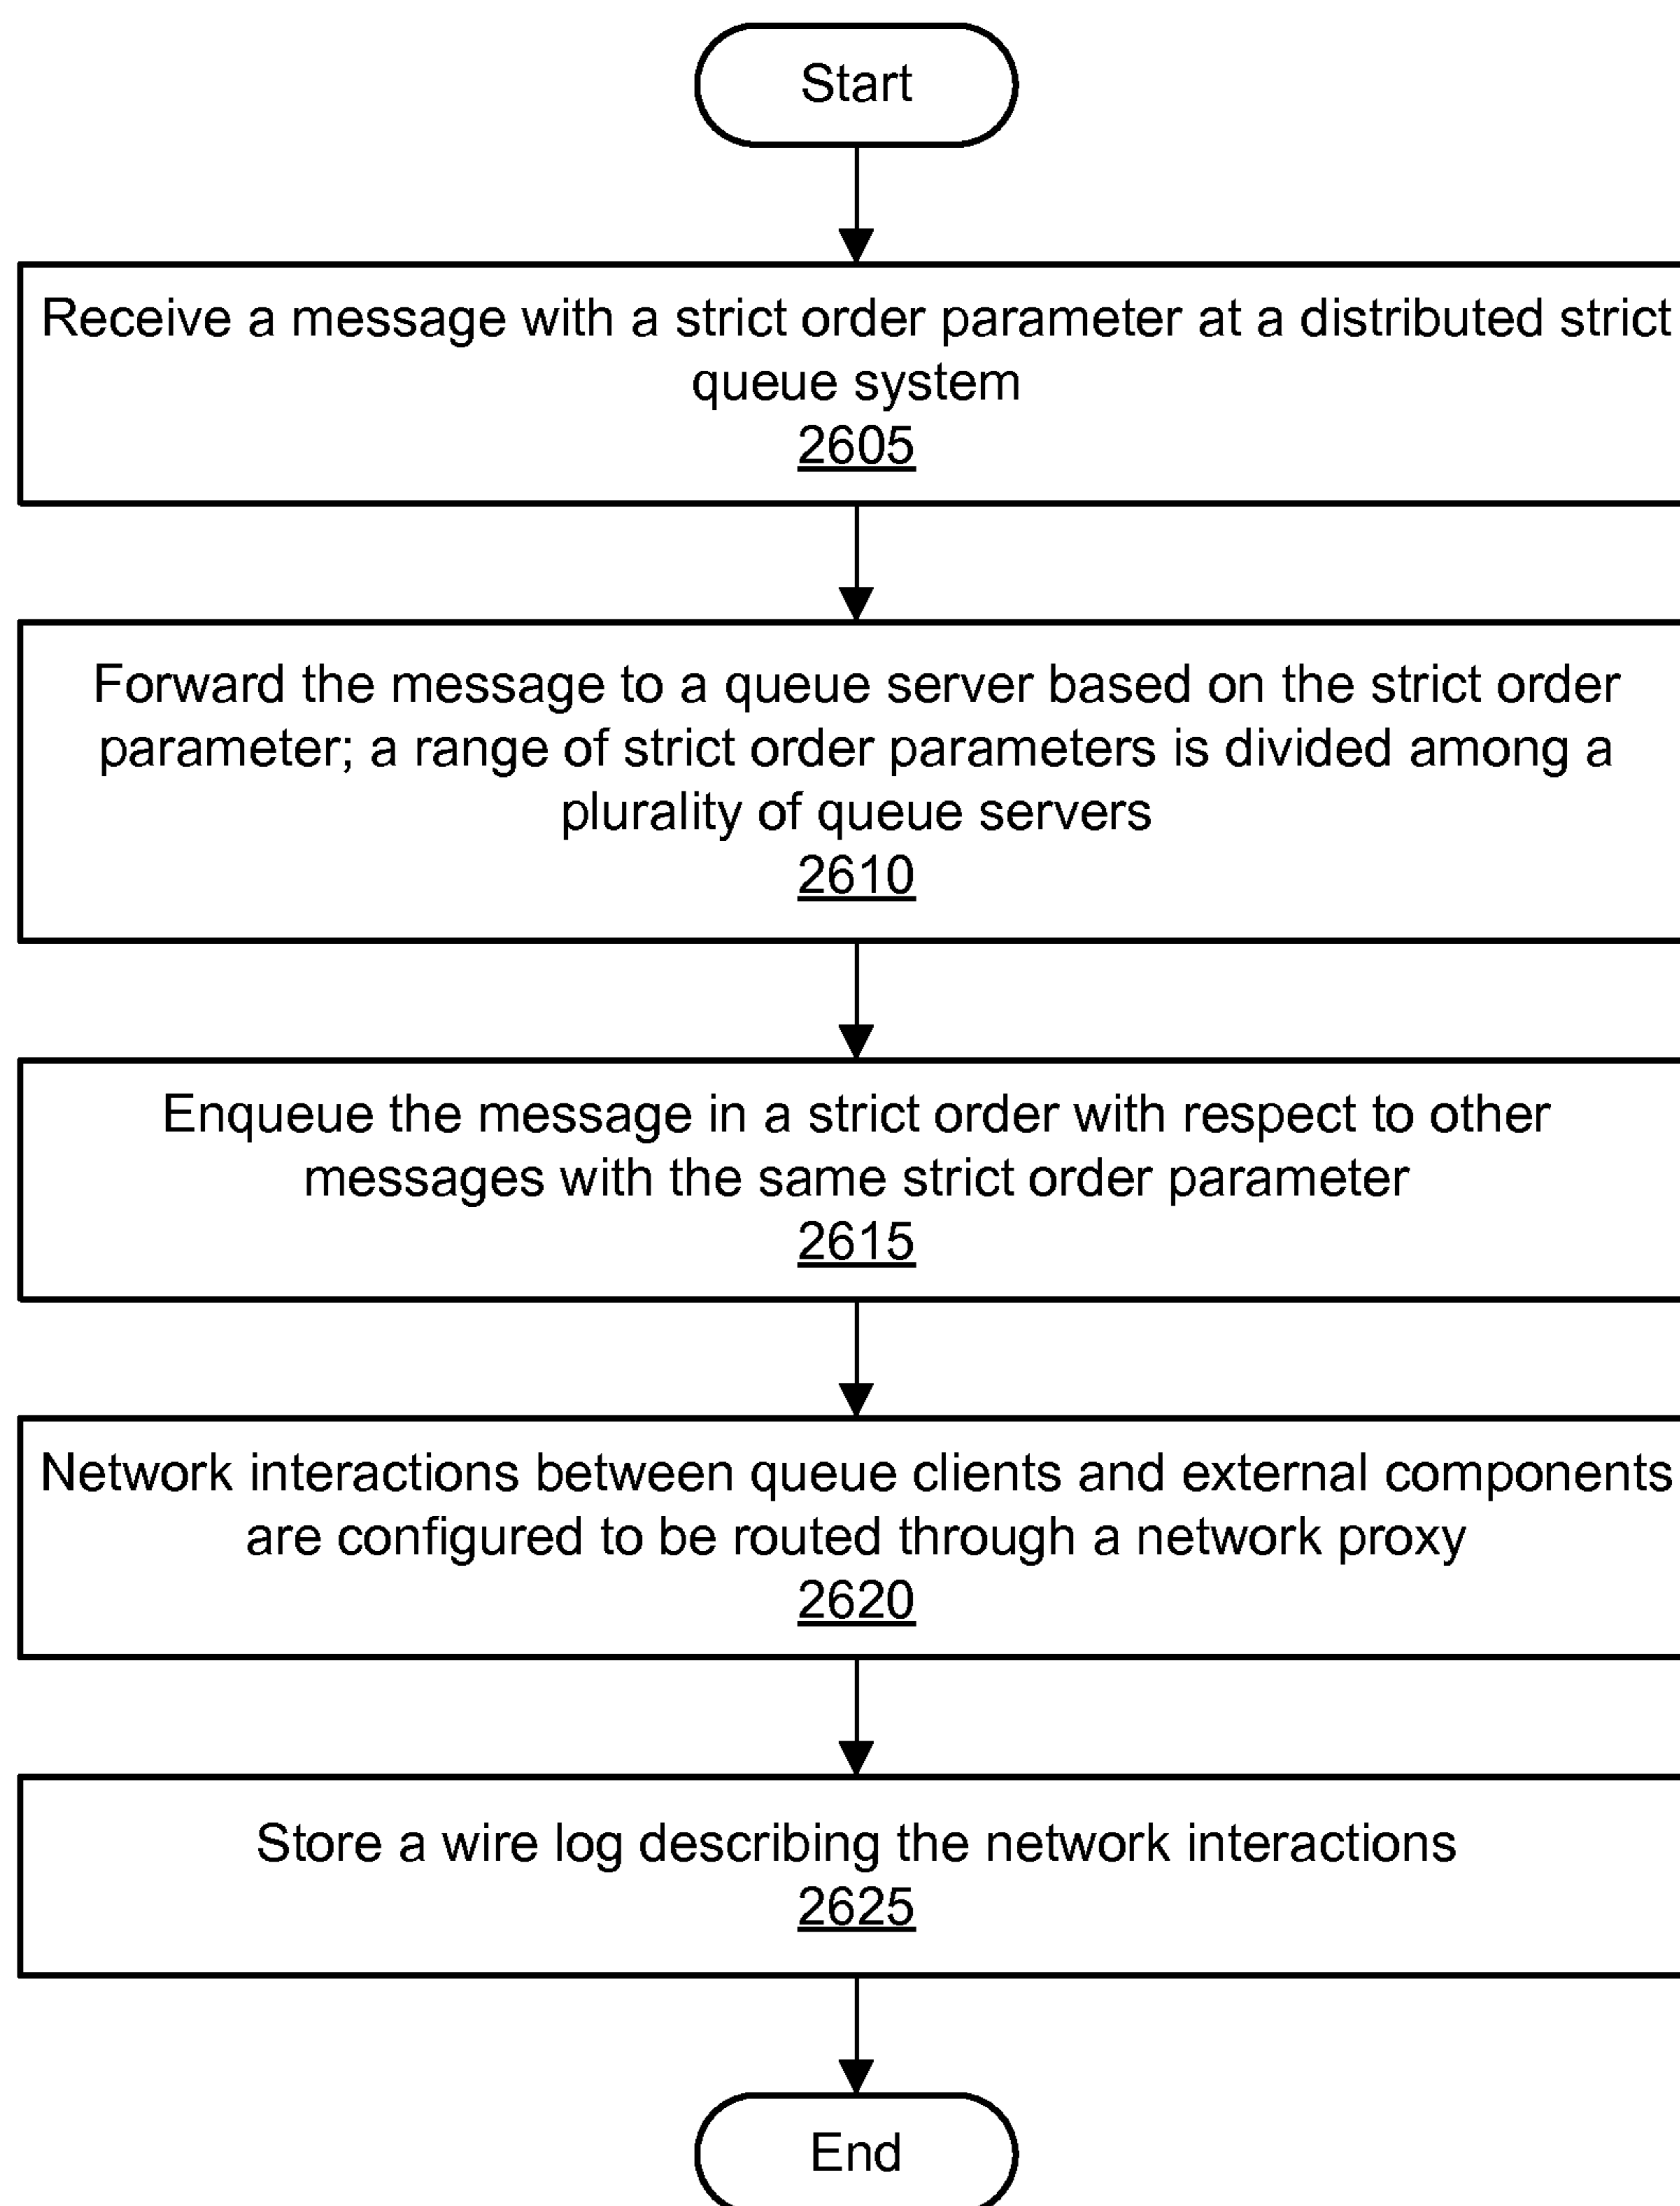 Start
Receive a message with a strict order parameter at a distributed strict
queue system
2605
Forward the message to a queue server based on the strict order
parameter; a range of strict order parameters is divided among a
plurality of queue servers
2610
Enqueue the message in a strict order with respect to other
messages with the same strict order parameter
2615
Network interactions between queue clients and external components
are configured to be routed through a network proxy
2620
Store a wire log describing the network interactions
2625
End